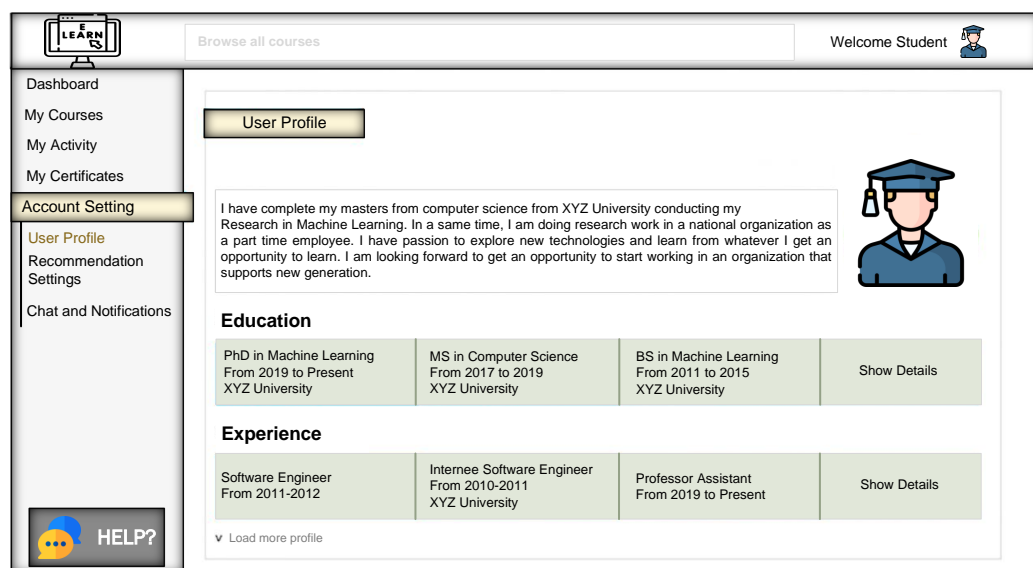 E
LEARN
Browse all courses
Welcome Student
Dashboard
My Courses
My Activity
My Certificates
Account Setting
User Profile
Recommendation
Settings
Chat and Notifications
HELP?
User Profile
I have complete my masters from computer science from XYZ University conducting my
Research in Machine Learning. In a same time, I am doing research work in a national organization as
a part time employee. I have passion to explore new technologies and learn from whatever I get an
opportunity to learn. I am looking forward to get an opportunity to start working in an organization that
supports new generation.
Education
PhD in Machine Learning
From 2019 to Present
XYZ University
MS in Computer Science
From 2017 to 2019
XYZ University
BS in Machine Learning
From 2011 to 2015
XYZ University
Show Details
Experience
Software Engineer
From 2011-2012
Internee Software Engineer
From 2010-2011
XYZ University
Professor Assistant
From 2019 to Present
Show Details
v Load more profile